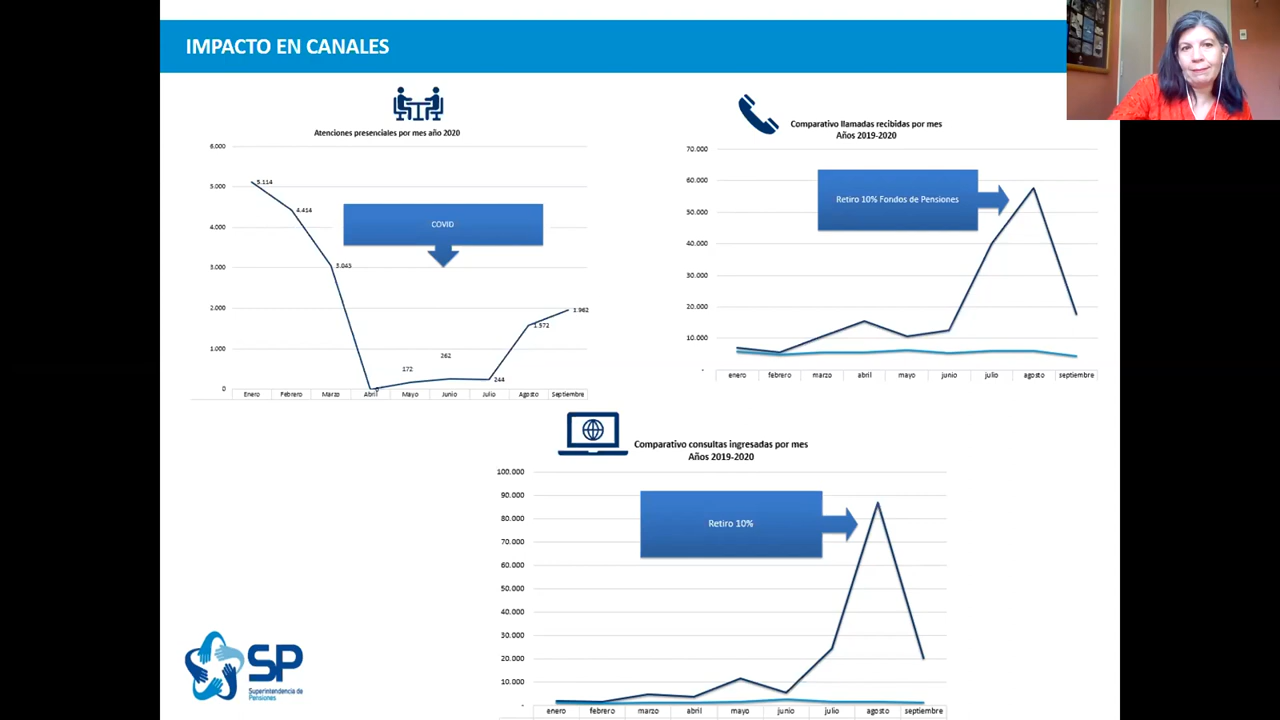 IMPACTO EN CANALES
Atenciones presenciales por mes año 2020
6.000
5.000
4.000
3.000
2.000
1.000
0
5.114
4.414
3.045
0
172
262
244
1.572
1.962
COVID
Enero Febrero Marzo Abril Mayo Junio Julio Agosto Septiembre
Comparativo llamadas recibidas por mes
Años 2019-2020
70.000
60.000
50.000
40.000
30.000
20.000
10.000
-
Retiro 10% Fondos de Pensiones
enero febrero marzo abril mayo junio julio agosto septiembre
Comparativo consultas ingresadas por mes
Años 2019-2020
100.000
90.000
80.000
70.000
60.000
50.000
40.000
30.000
20.000
10.000
-
Retiro 10%
enero febrero marzo abril mayo junio julio agosto septiembre
SP
Superintendencia de
Pensiones